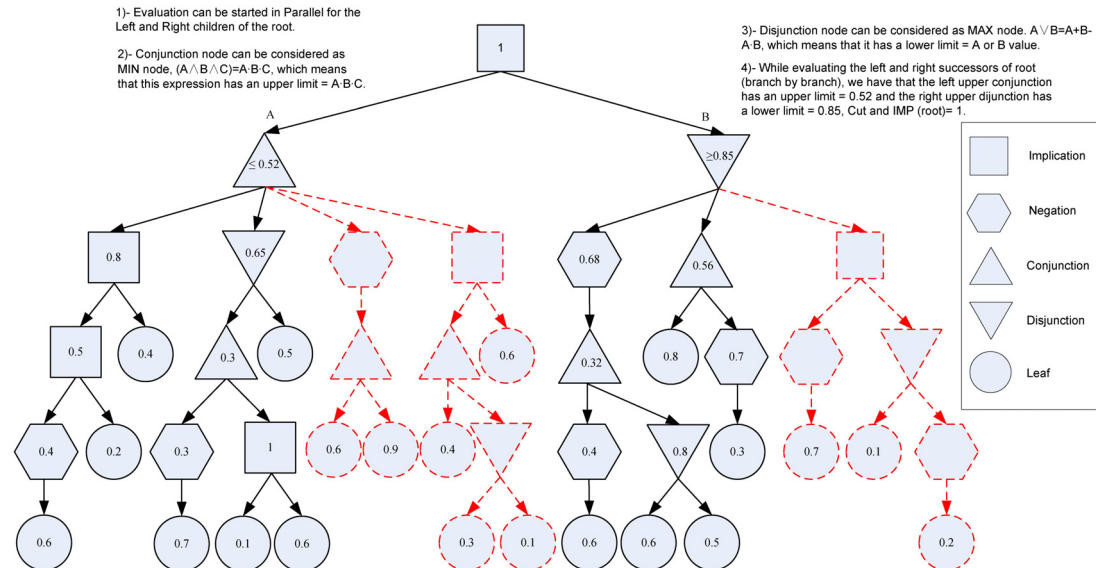 1)- Evaluation can be started in Parallel for the
Left and Right children of the root.
2)- Conjunction node can be considered as
MIN node, (A∧B∧C)=A·B·C, which means
that this expression has an upper limit = A·B·C.
3)- Disjunction node can be considered as MAX node. A∨B=A+B-
A·B, which means that it has a lower limit = A or B value.
4)- While evaluating the left and right successors of root
(branch by branch), we have that the left upper conjunction
has an upper limit = 0.52 and the right upper dijunction has
a lower limit = 0.85, Cut and IMP (root)= 1.
1
A
B
≤ 0.52
≥0.85
Implication
Negation
Conjunction
Disjunction
Leaf
0.8
0.65
0.68
0.56
0.5
0.4
0.3
0.5
0.6
0.32
0.8
0.7
0.4
0.2
0.3
1
0.6
0.9
0.4
0.4
0.8
0.3
0.7
0.1
0.6
0.7
0.1
0.6
0.3
0.1
0.6
0.6
0.5
0.2